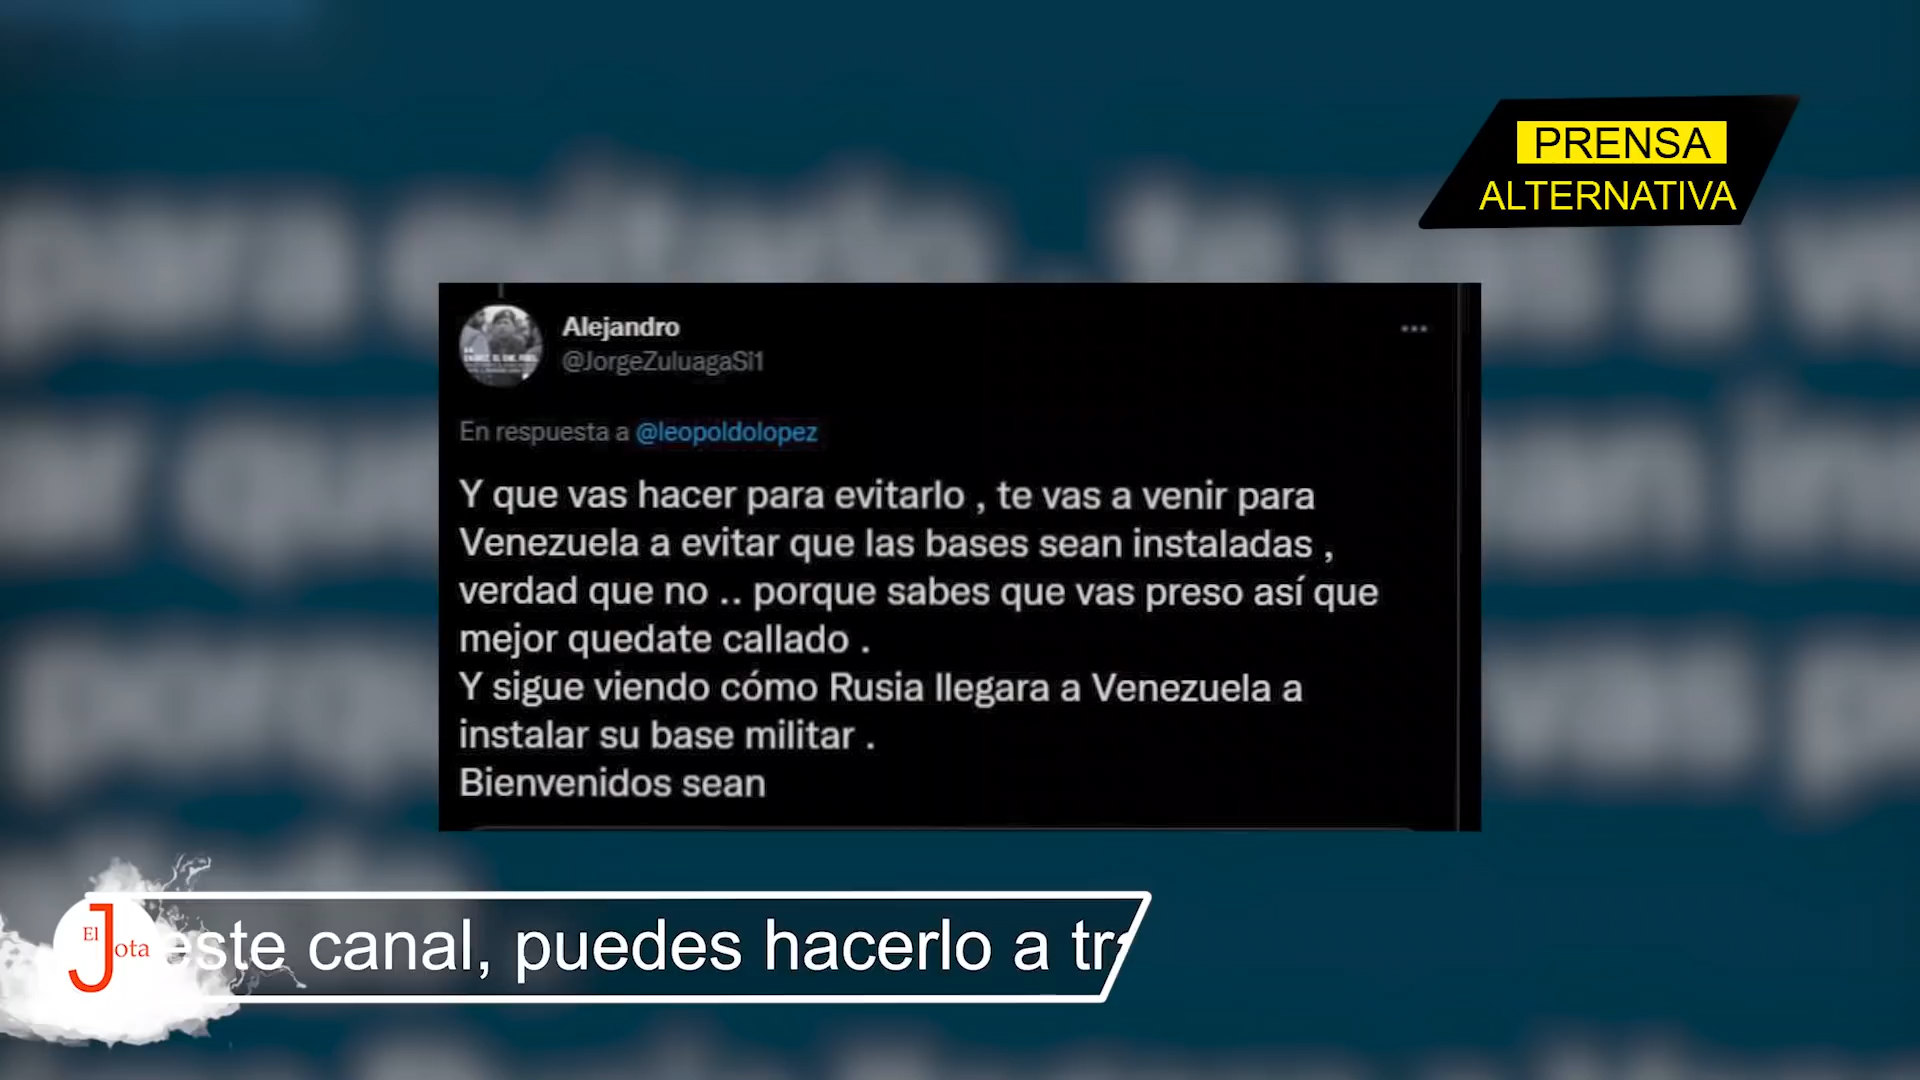 PRENSA
ALTERNATIVA
Alejandro
@JorgeZuluagaSi1
En respuesta a @leopoldolopez
Y que vas hacer para evitarlo , te vas a venir para
Venezuela a evitar que las bases sean instaladas ,
verdad que no .. porque sabes que vas preso así que
mejor quedate callado .
Y sigue viendo cómo Rusia llegara a Venezuela a
instalar su base militar .
Bienvenidos sean
El Jota
este canal, puedes hacerlo a tr